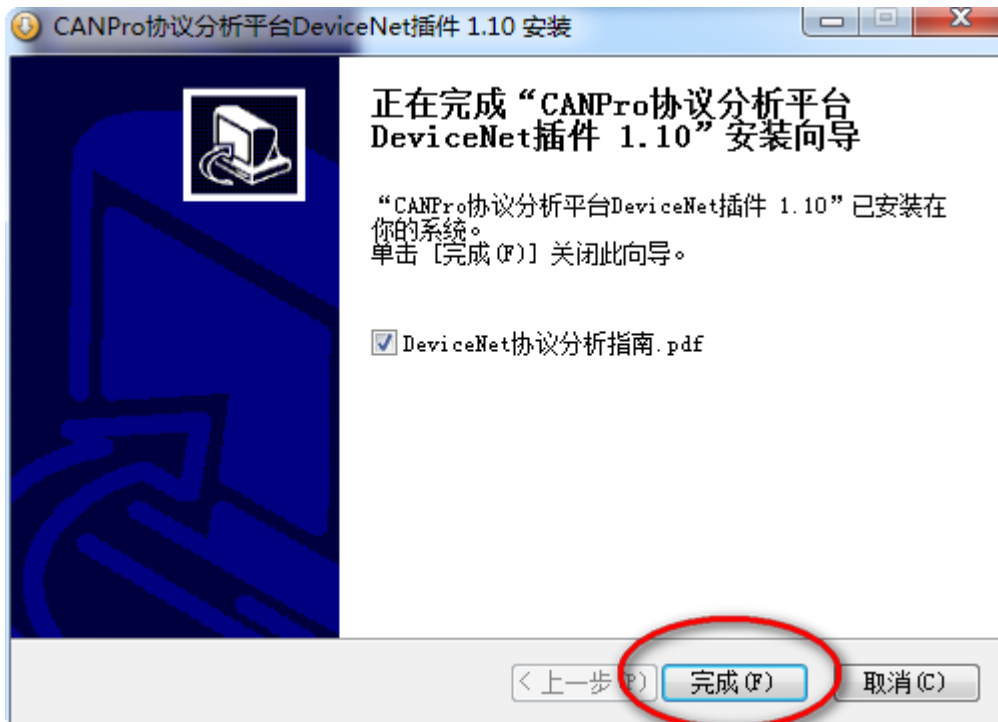 CANPro协议分析平台DeviceNet插件 1.10 安装
正在完成“CANPro协议分析平台
DeviceNet插件 1.10”安装向导
“CANPro协议分析平台DeviceNet插件 1.10”已安装在
你的系统。
单击 [完成(F)] 关闭此向导。
DeviceNet协议分析指南.pdf
< 上一步(P) 完成(F) 取消(C)